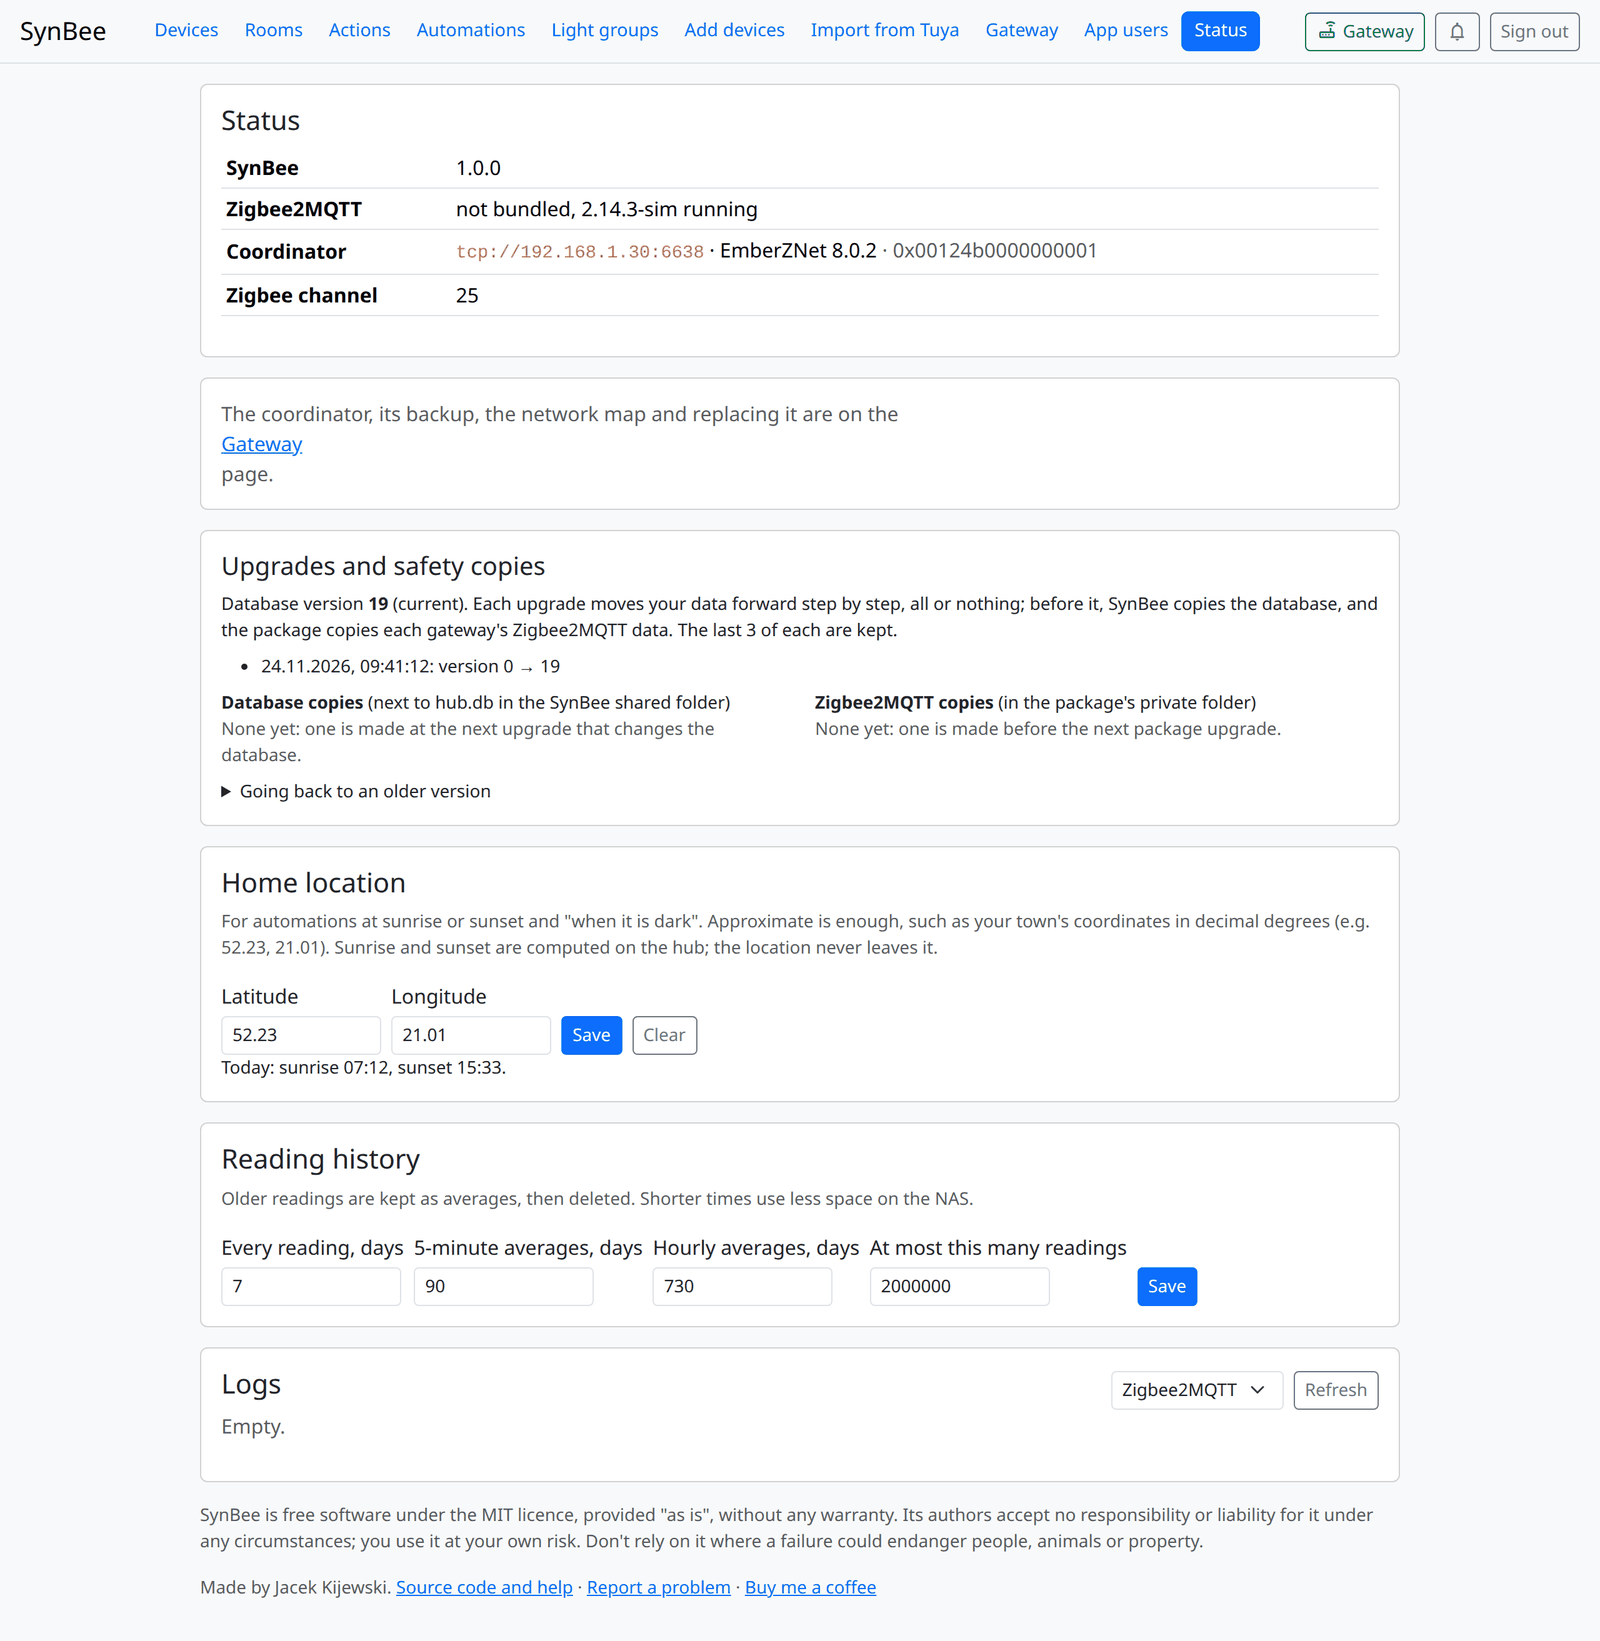 SynBee
Devices
Rooms
Actions
Automations
Light groups
Add devices
Import from Tuya
Gateway
App users
Status
Gateway
Sign out
Status
SynBee 1.0.0
Zigbee2MQTT not bundled, 2.14.3-sim running
Coordinator tcp://192.168.1.30:6638 · EmberZNet 8.0.2 · 0x00124b0000000001
Zigbee channel 25
The coordinator, its backup, the network map and replacing it are on the
Gateway
page.
Upgrades and safety copies
Database version 19 (current). Each upgrade moves your data forward step by step, all or nothing; before it, SynBee copies the database, and
the package copies each gateway's Zigbee2MQTT data. The last 3 of each are kept.
• 24.11.2026, 09:41:12: version 0 → 19
Database copies (next to hub.db in the SynBee shared folder)
None yet: one is made at the next upgrade that changes the
database.
Zigbee2MQTT copies (in the package's private folder)
None yet: one is made before the next package upgrade.
Going back to an older version
Home location
For automations at sunrise or sunset and "when it is dark". Approximate is enough, such as your town's coordinates in decimal degrees (e.g.
52.23, 21.01). Sunrise and sunset are computed on the hub; the location never leaves it.
Latitude Longitude
52.23 21.01 Save Clear
Today: sunrise 07:12, sunset 15:33.
Reading history
Older readings are kept as averages, then deleted. Shorter times use less space on the NAS.
Every reading, days 5-minute averages, days Hourly averages, days At most this many readings
7 90 730 2000000 Save
Logs
Zigbee2MQTT Refresh
Empty.
SynBee is free software under the MIT licence, provided "as is", without any warranty. Its authors accept no responsibility or liability for it under
any circumstances; you use it at your own risk. Don't rely on it where a failure could endanger people, animals or property.
Made by Jacek Kijewski. Source code and help · Report a problem · Buy me a coffee